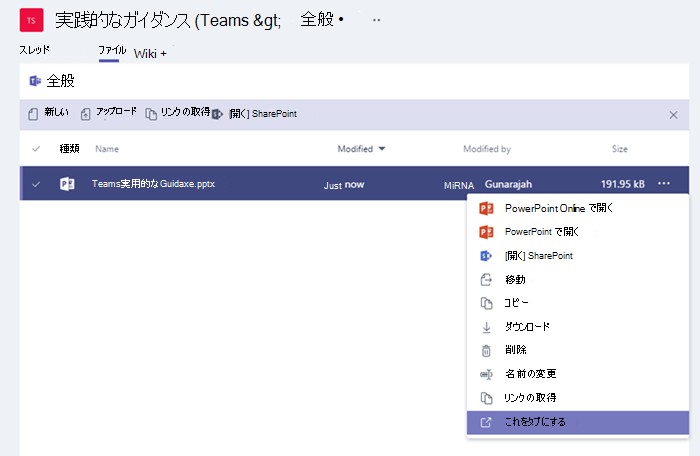 TS 実践的なガイダンス (Teams &gt; 全般 •
スレッド ファイル Wiki +
全般
新しい アップロード リンクの取得 [開く] SharePoint
種類 Name Modified Modified by Size
Teams実用的な Guidaxe.pptx Just now MiRNA Gunarajah 191.95 kB
PowerPoint Online で開く
PowerPoint で開く
[開く] SharePoint
移動
コピー
ダウンロード
削除
名前の変更
リンクの取得
これをタブにする